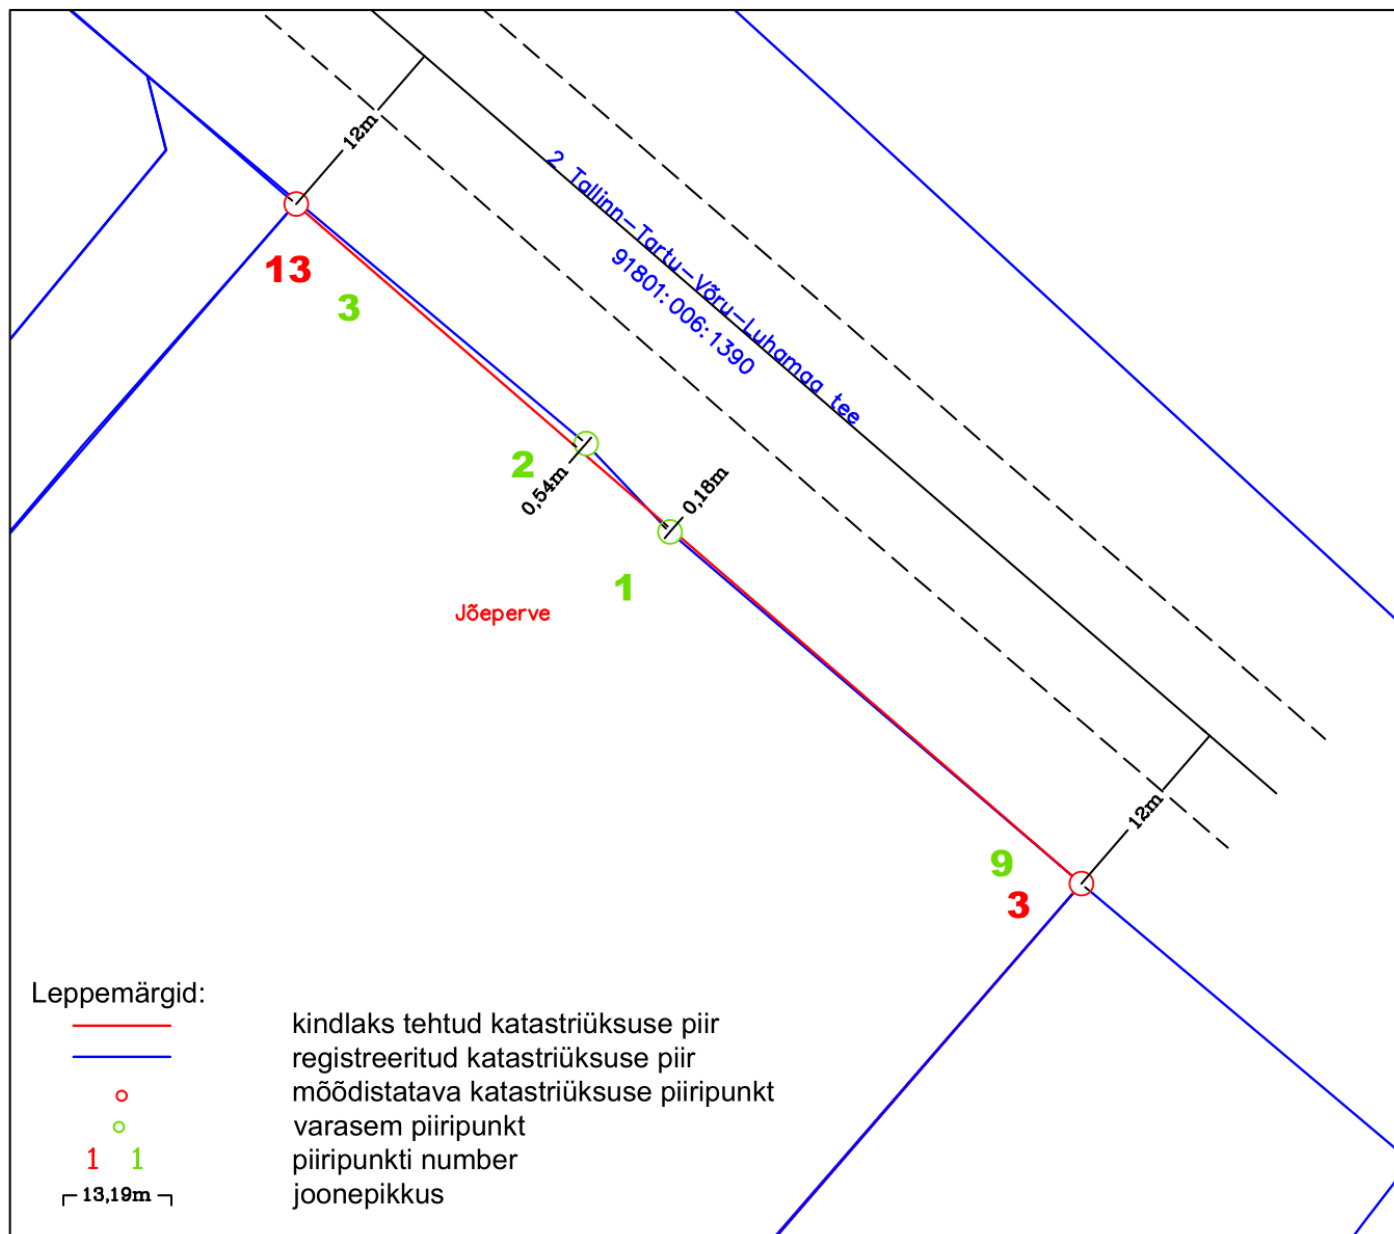 12m
2 Tallinn-Tartu-Võru-Luhamaa tee
91801:006:1390
13
3
2
0,54m
0,18m
1
Jõeperve
12m
9
3
Leppemärgid:
kindlaks tehtud katastriüksuse piir
registreeritud katastriüksuse piir
mõõdistatava katastriüksuse piiripunkt
varasem piiripunkt
1 1 piiripunkti number
13,19m joonepikkus